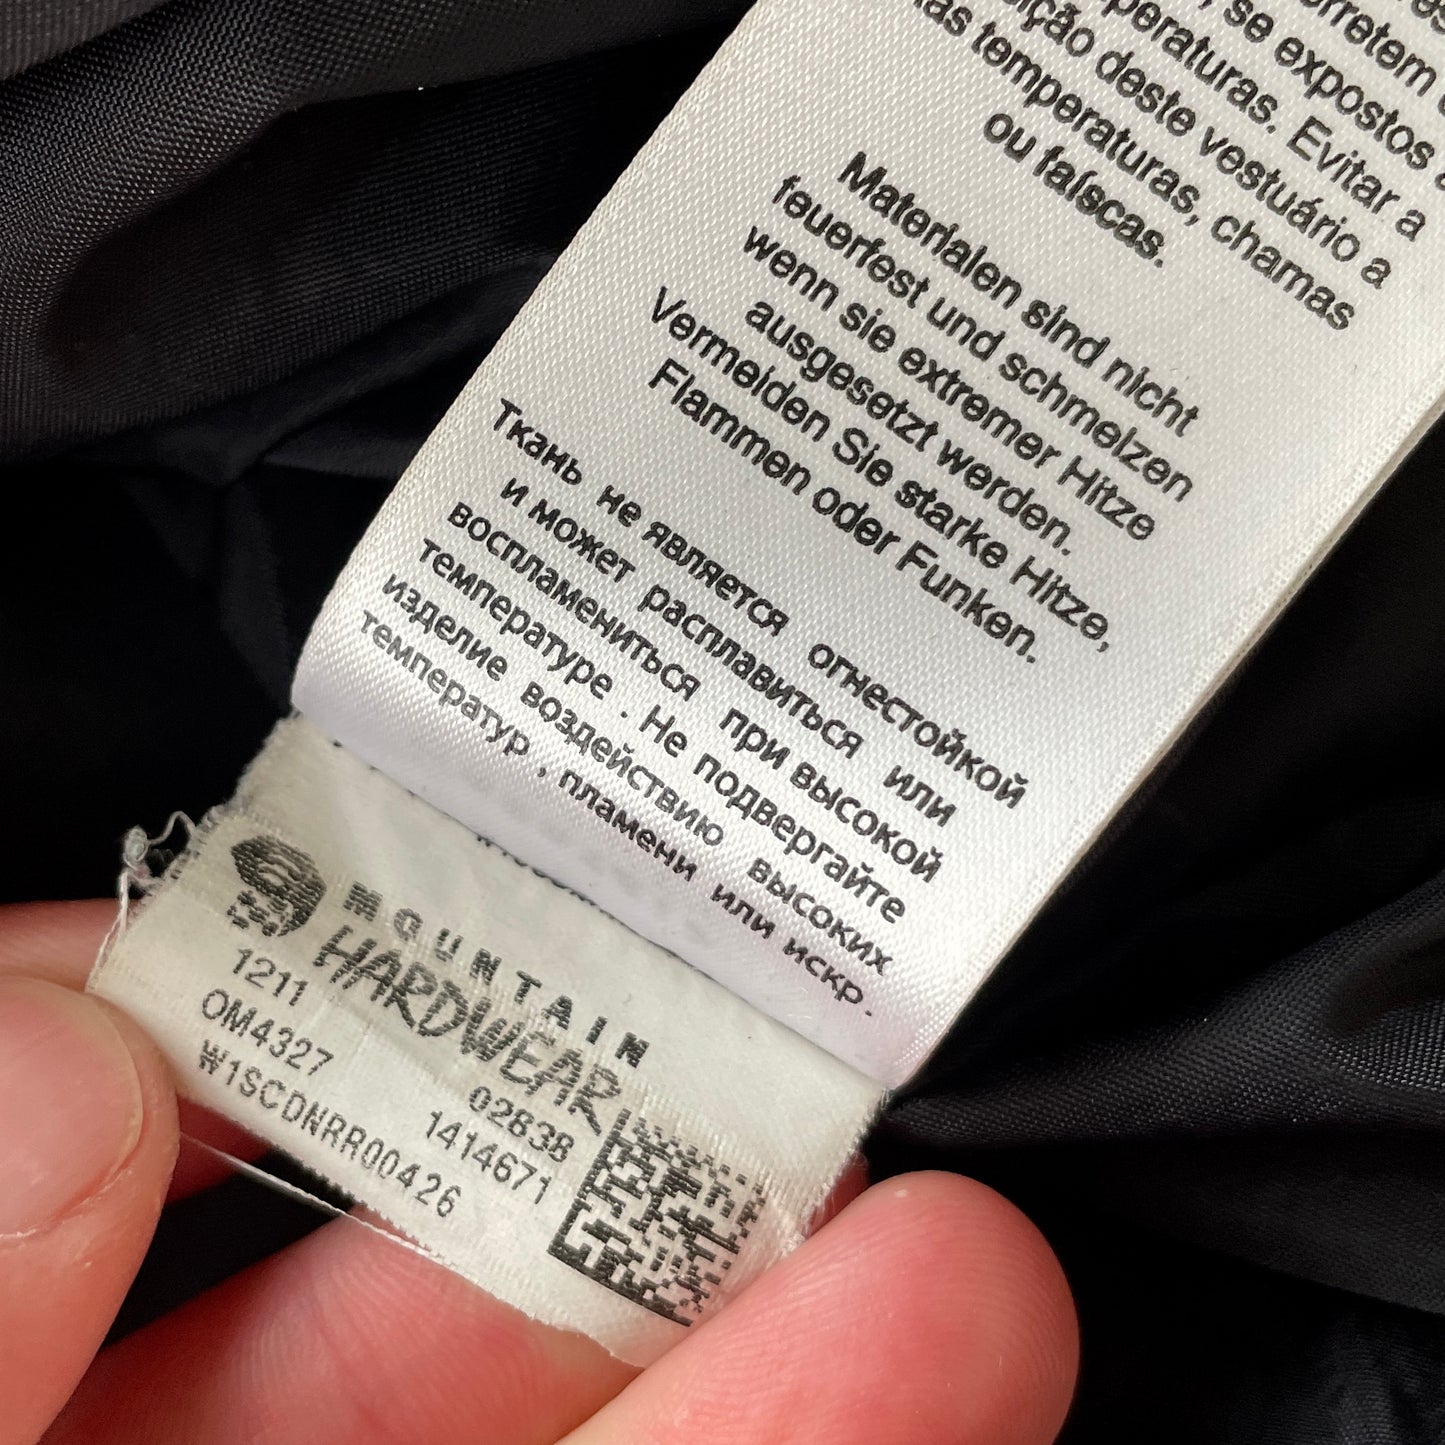 rretem
, se expostos a
peraturas. Evitar a
ição deste vestuário a
tas temperaturas, chamas
ou faíscas.
Materialen sind nicht
feuerfest und schmelzen
wenn sie extremer Hitze
ausgesetzt werden.
Vermeiden Sie starke Hitze,
Flammen oder Funken.
Ткань не является огнестойкой
и может расплавиться или
воспламениться при высокой
температуре . Не подвергайте
изделие воздействию высоких
температур , пламени или искр.
MOUNTAIN
HARDWEAR
1211 02838
OM4327 1414671
W1SCDNRR00426